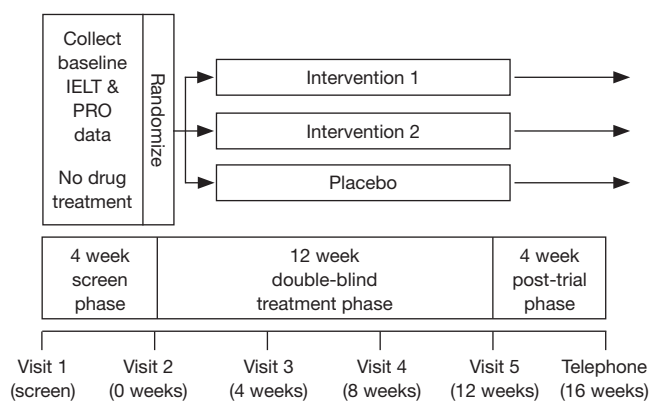 Collect
baseline
IELT &
PRO
data
No drug
treatment
Randomize
Intervention 1
Intervention 2
Placebo
4 week
screen
phase
12 week
double-blind
treatment phase
4 week
post-trial
phase
Visit 1
(screen)
Visit 2
(0 weeks)
Visit 3
(4 weeks)
Visit 4
(8 weeks)
Visit 5
(12 weeks)
Telephone
(16 weeks)